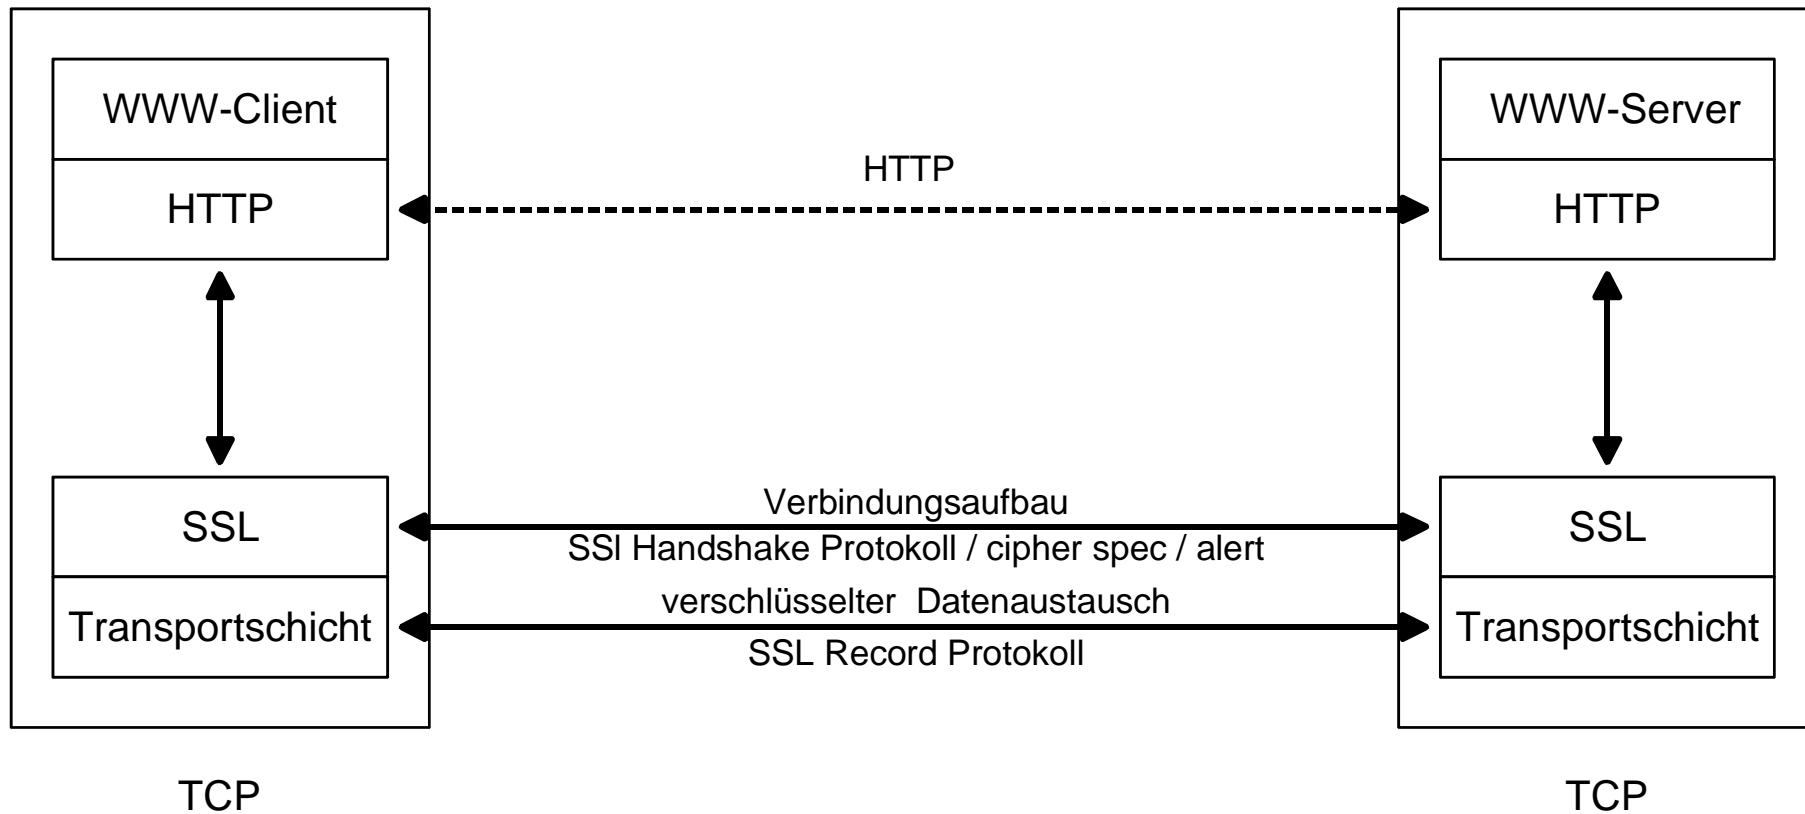 WWW-Client
HTTP
SSL
Transportschicht
TCP
HTTP
Verbindungsaufbau
SSl Handshake Protokoll / cipher spec / alert
verschlüsselter Datenaustausch
SSL Record Protokoll
WWW-Server
HTTP
SSL
Transportschicht
TCP